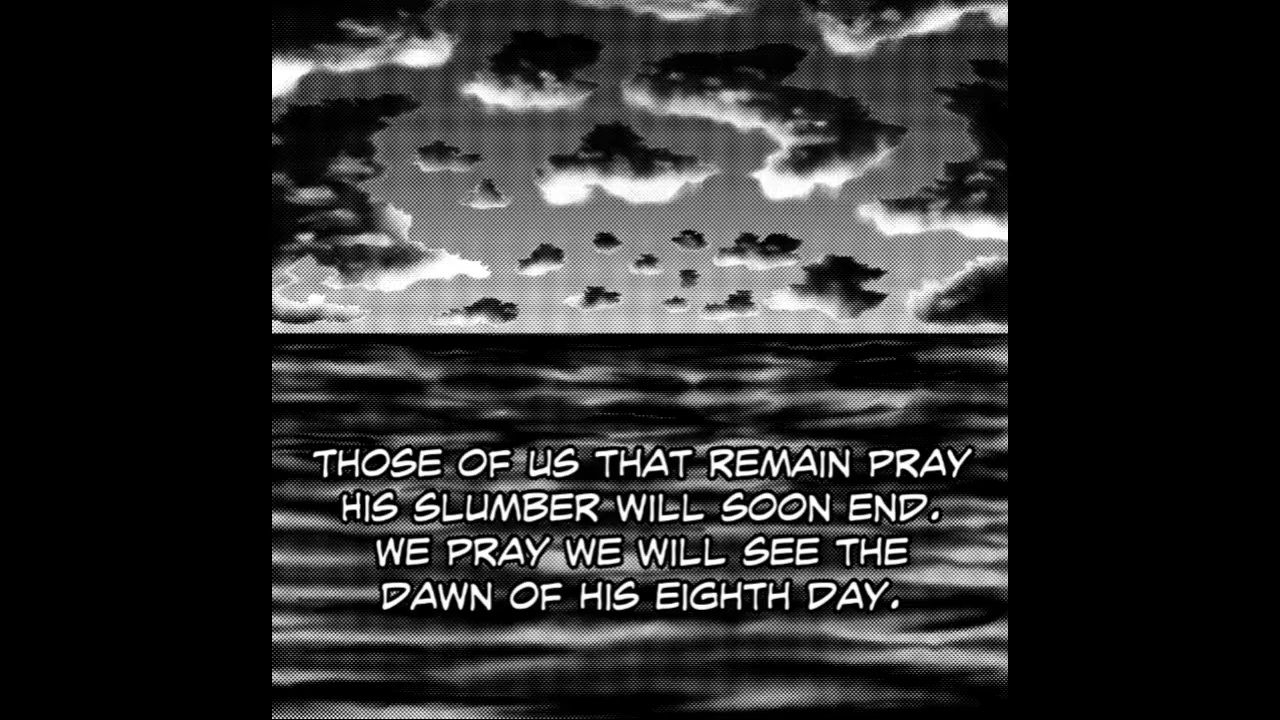 THOSE OF US THAT REMAIN PRAY
HIS SLUMBER WILL SOON END.
WE PRAY WE WILL SEE THE
DAWN OF HIS EIGHTH DAY.